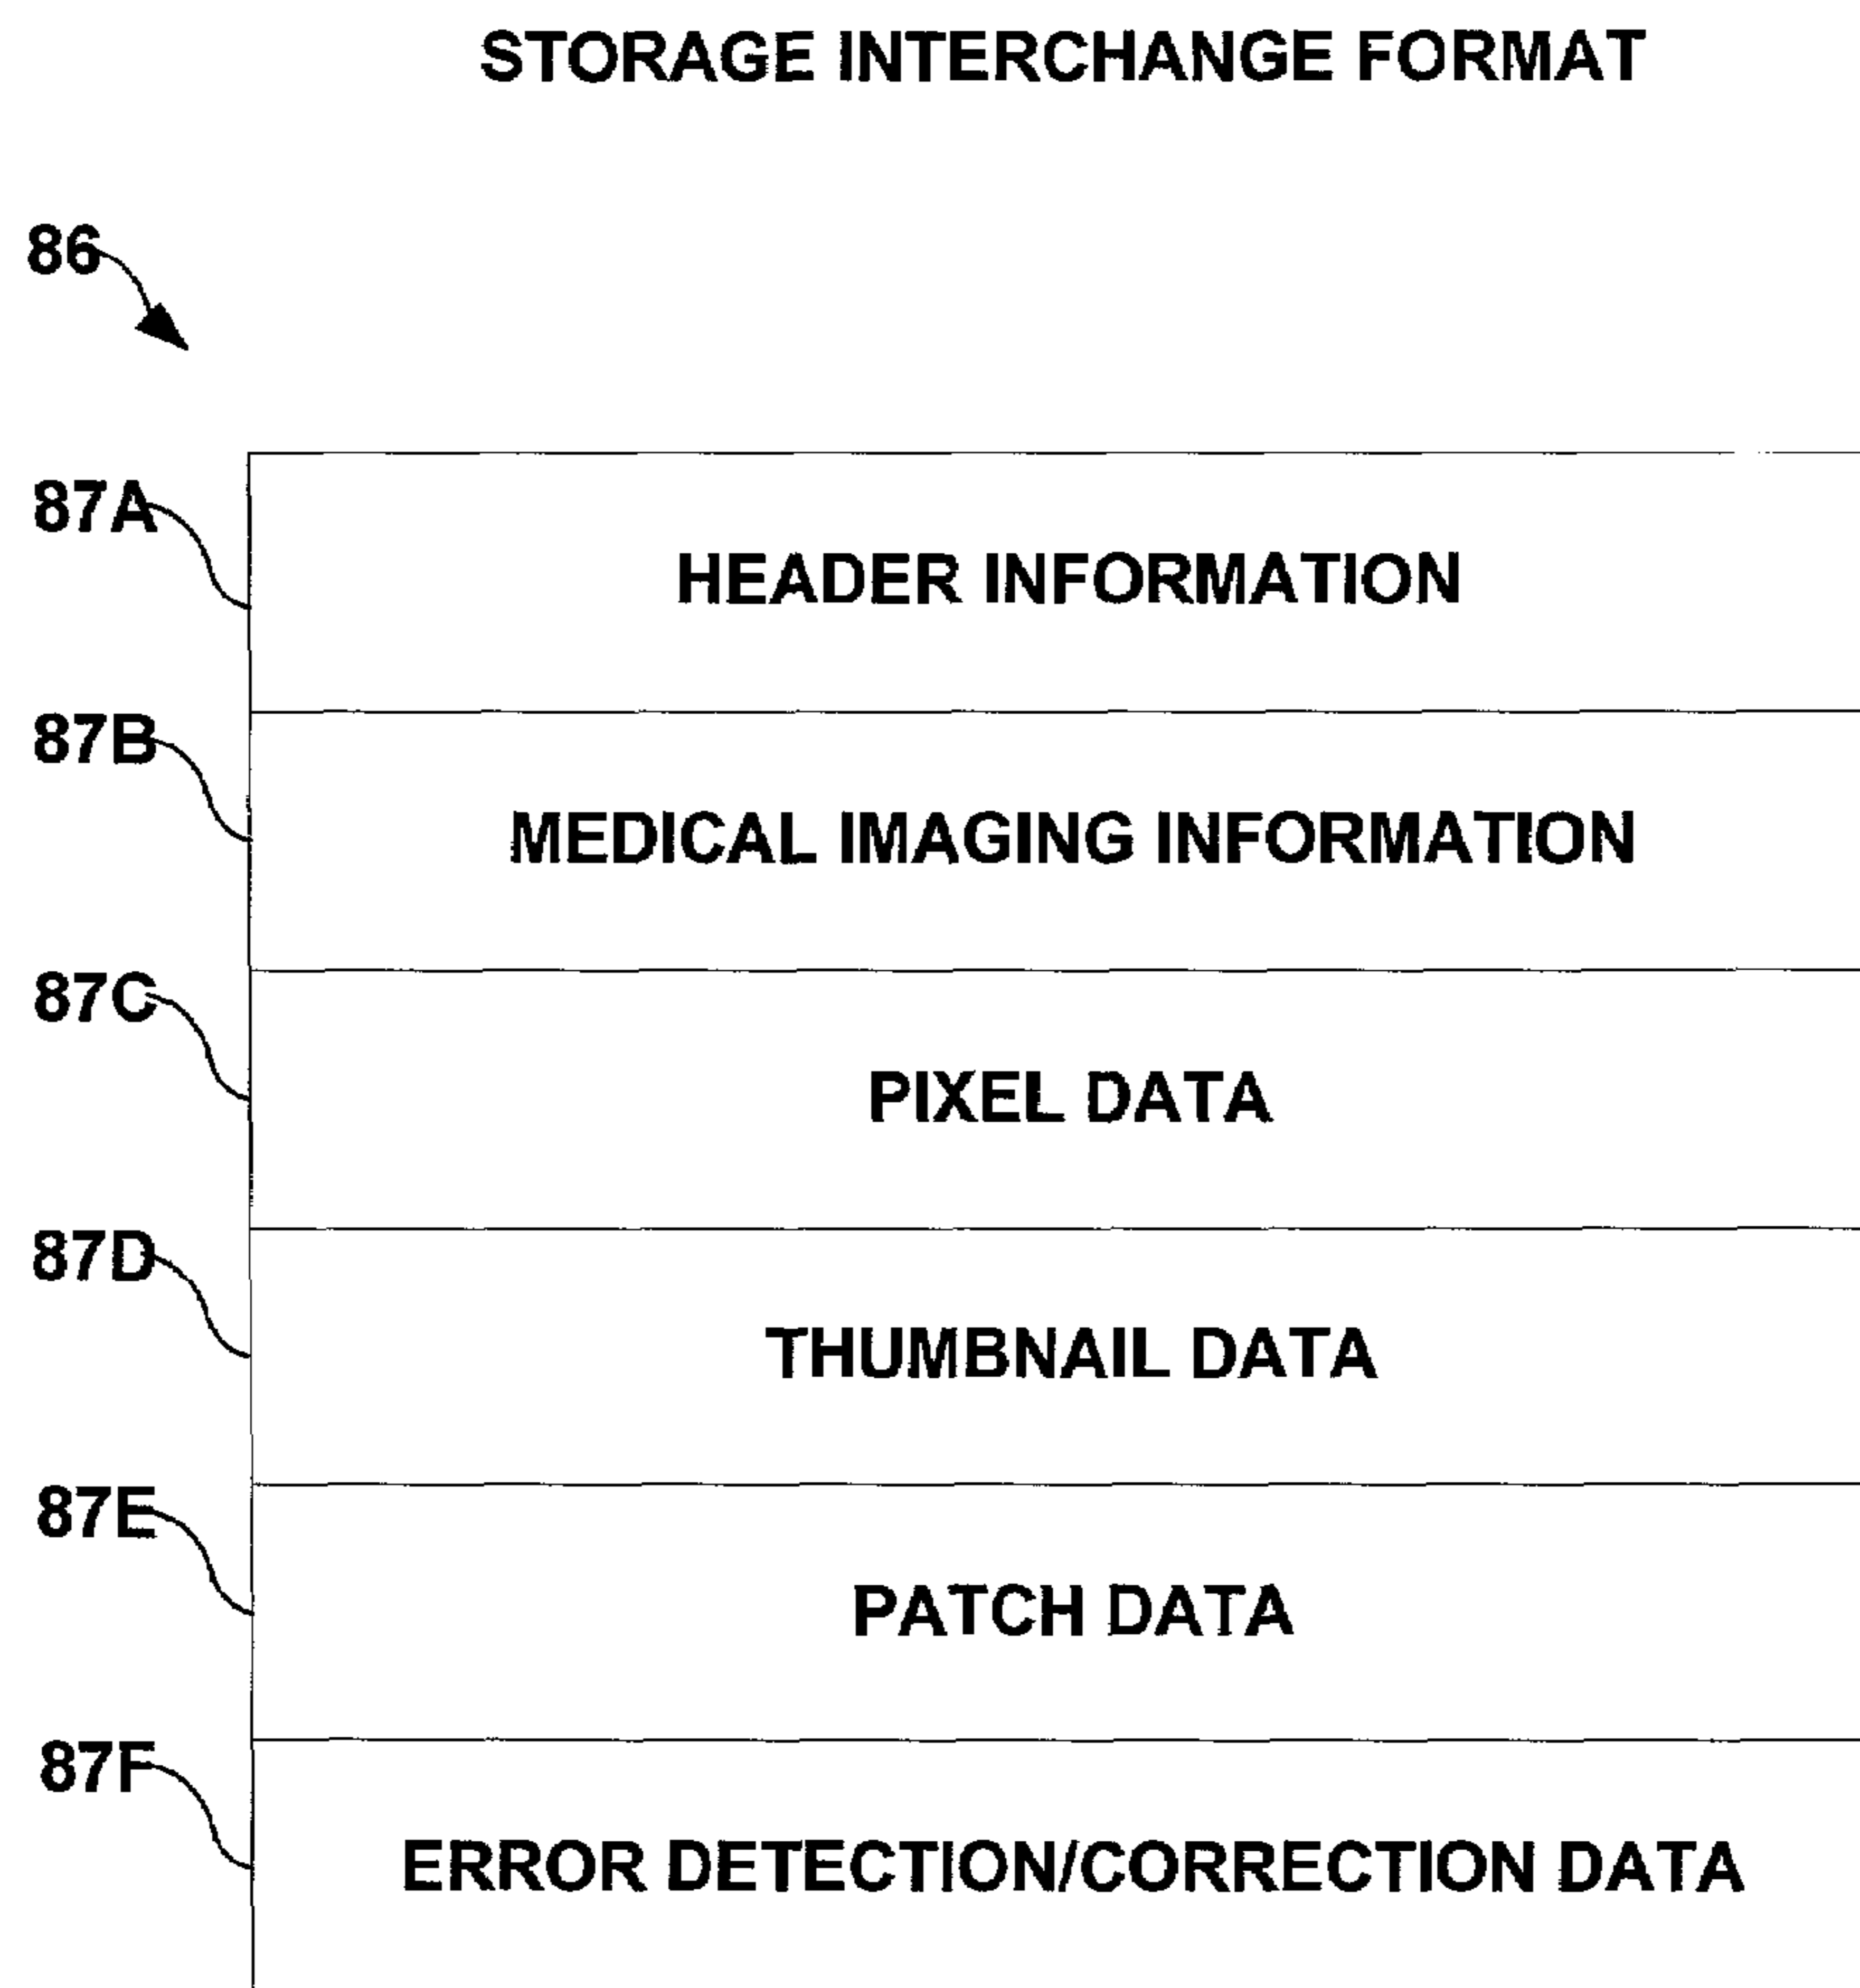 STORAGE INTERCHANGE FORMAT
86
87A
HEADER INFORMATION
87B
MEDICAL IMAGING INFORMATION
87C
PIXEL DATA
87D
THUMBNAIL DATA
87E
PATCH DATA
87F
ERROR DETECTION/CORRECTION DATA